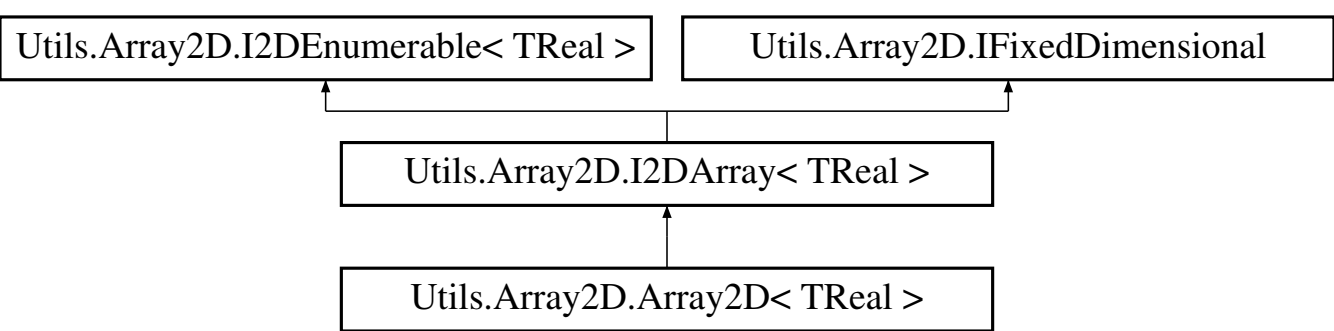 Utils.Array2D.I2DEnumerable< TReal >
Utils.Array2D.IFixedDimensional
Utils.Array2D.I2DArray< TReal >
Utils.Array2D.Array2D< TReal >